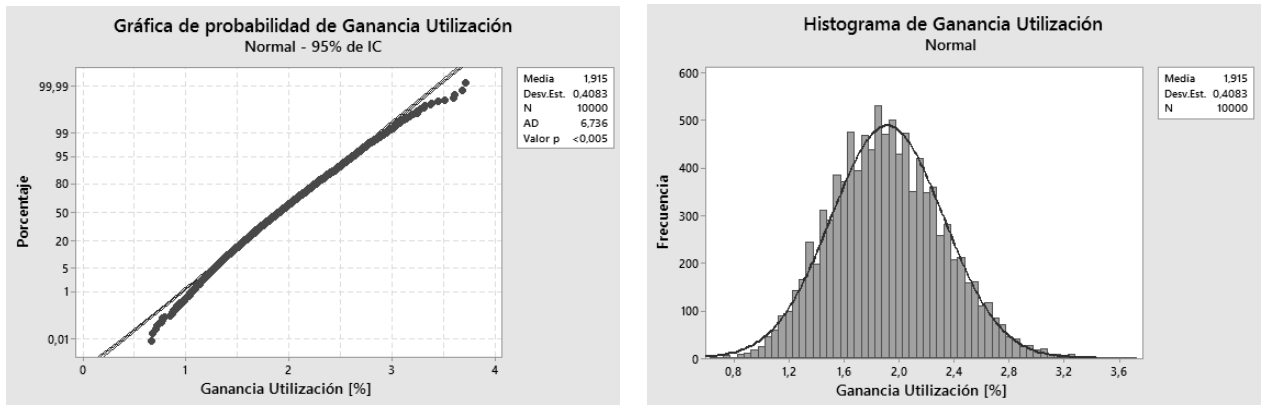 Gráfica de probabilidad de Ganancia Utilización
Normal - 95% de IC
99,99
99
95
80
50
20
5
1
0,01
Porcentaje
0
1
2
3
4
Ganancia Utilización [%]
Media 1,915
Desv.Est. 0,4083
N 10000
AD 6,736
Valor p <0,005
Histograma de Ganancia Utilización
Normal
600
500
400
300
200
100
0
Frecuencia
0,8
1,2
1,6
2,0
2,4
2,8
3,2
3,6
Ganancia Utilización [%]
Media 1,915
Desv.Est. 0,4083
N 10000